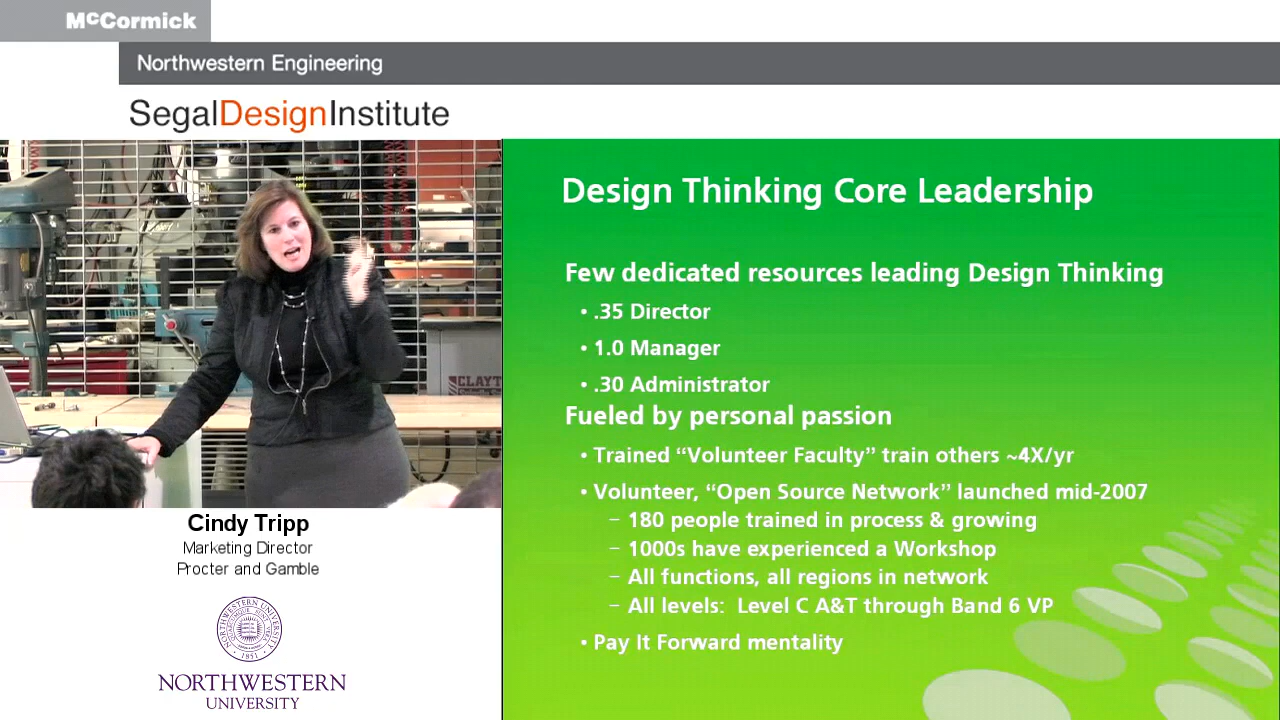 McCormick
Northwestern Engineering
SegalDesignInstitute
CLAYT
Cindy Tripp
Marketing Director
Procter and Gamble
1851
NORTHWESTERN
UNIVERSITY
Design Thinking Core Leadership
Few dedicated resources leading Design Thinking
• .35 Director
• 1.0 Manager
• .30 Administrator
Fueled by personal passion
• Trained “Volunteer Faculty” train others ~4X/yr
• Volunteer, “Open Source Network” launched mid-2007
– 180 people trained in process & growing
– 1000s have experienced a Workshop
– All functions, all regions in network
– All levels:  Level C A&T through Band 6 VP
• Pay It Forward mentality